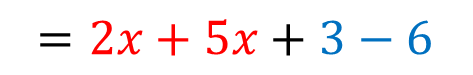 = 2x + 5x + 3 − 6